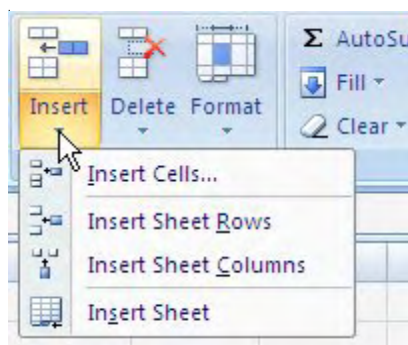 Σ AutoSu
Fill
Insert Delete Format
Clear
Insert Cells...
Insert Sheet Rows
Insert Sheet Columns
Insert Sheet